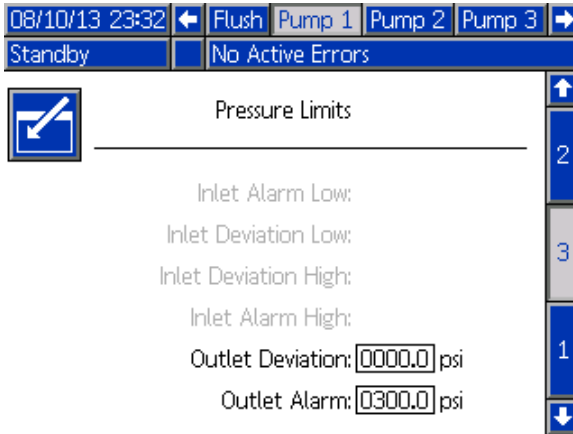 08/10/13 23:32 Flush Pump 1 Pump 2 Pump 3
Standby No Active Errors
Pressure Limits
2
Inlet Alarm Low:
Inlet Deviation Low:
3
Inlet Deviation High:
Inlet Alarm High:
Outlet Deviation: 0000.0 psi
1
Outlet Alarm: 0300.0 psi